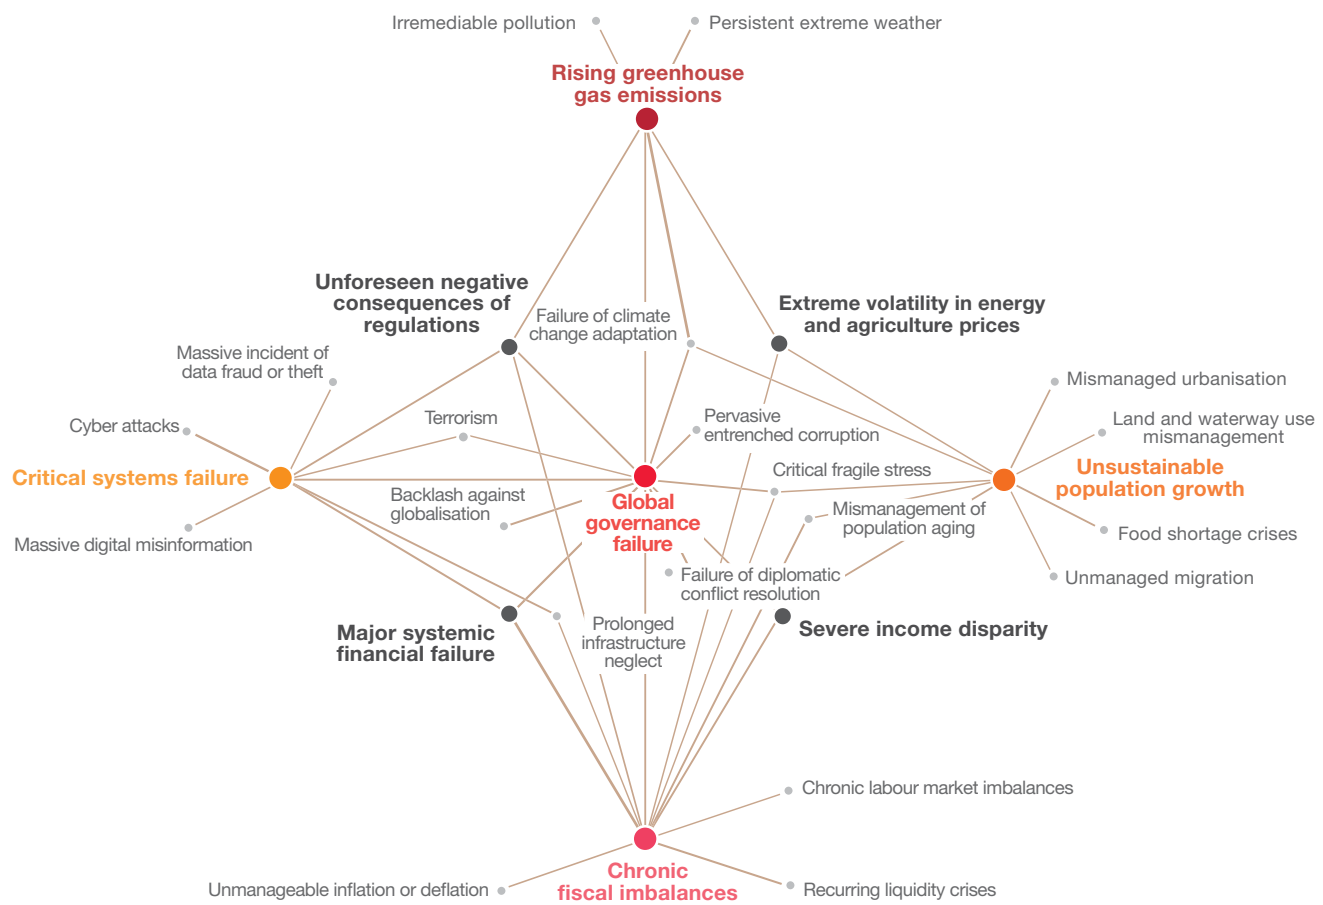 Irremediable pollution
Persistent extreme weather
Rising greenhouse
gas emissions
Unforeseen negative
consequences of
regulations
Failure of climate
change adaptation
Extreme volatility in energy
and agriculture prices
Massive incident of
data fraud or theft
Mismanaged urbanisation
Cyber attacks
Terrorism
Pervasive
entrenched corruption
Land and waterway use
mismanagement
Critical systems failure
Critical fragile stress
Unsustainable
population growth
Backlash against
globalisation
Global
governance
failure
Mismanagement of
population aging
Massive digital misinformation
Food shortage crises
Failure of diplomatic
conflict resolution
Unmanaged migration
Major systemic
financial failure
Prolonged
infrastructure
neglect
Severe income disparity
Chronic labour market imbalances
Chronic
fiscal imbalances
Unmanageable inflation or deflation
Recurring liquidity crises